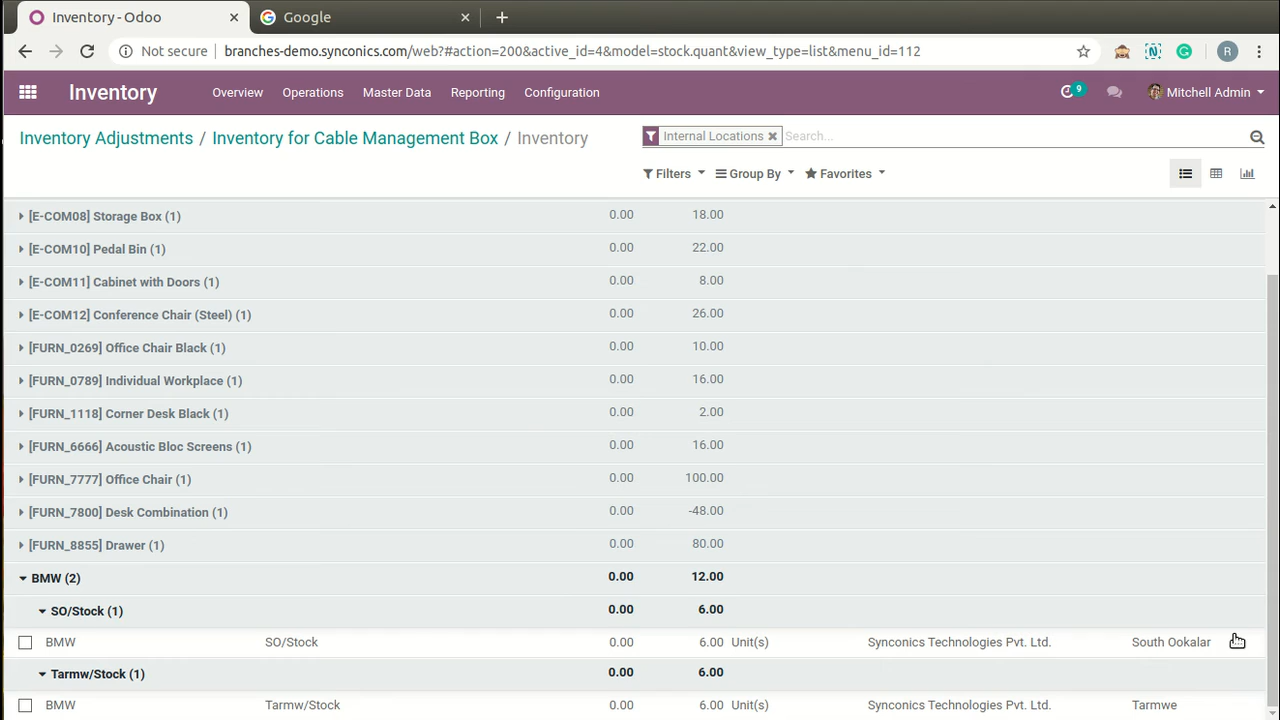 Inventory - Odoo
Google
Not secure
branches-demo.synconics.com/web?#action=200&active_id=4&model=stock.quant&view_type=list&menu_id=112
R
Inventory Overview Operations Master Data Reporting Configuration 9 Mitchell Admin
Inventory Adjustments / Inventory for Cable Management Box / Inventory
Internal Locations Search...
Filters Group By Favorites
[E-COM08] Storage Box (1) 0.00 18.00
[E-COM10] Pedal Bin (1) 0.00 22.00
[E-COM11] Cabinet with Doors (1) 0.00 8.00
[E-COM12] Conference Chair (Steel) (1) 0.00 26.00
[FURN_0269] Office Chair Black (1) 0.00 10.00
[FURN_0789] Individual Workplace (1) 0.00 16.00
[FURN_1118] Corner Desk Black (1) 0.00 2.00
[FURN_6666] Acoustic Bloc Screens (1) 0.00 16.00
[FURN_7777] Office Chair (1) 0.00 100.00
[FURN_7800] Desk Combination (1) 0.00 -48.00
[FURN_8855] Drawer (1) 0.00 80.00
BMW (2) 0.00 12.00
SO/Stock (1) 0.00 6.00
BMW SO/Stock 0.00 6.00 Unit(s) Synconics Technologies Pvt. Ltd. South Ookalar
Tarmw/Stock (1) 0.00 6.00
BMW Tarmw/Stock 0.00 6.00 Unit(s) Synconics Technologies Pvt. Ltd. Tarmwe